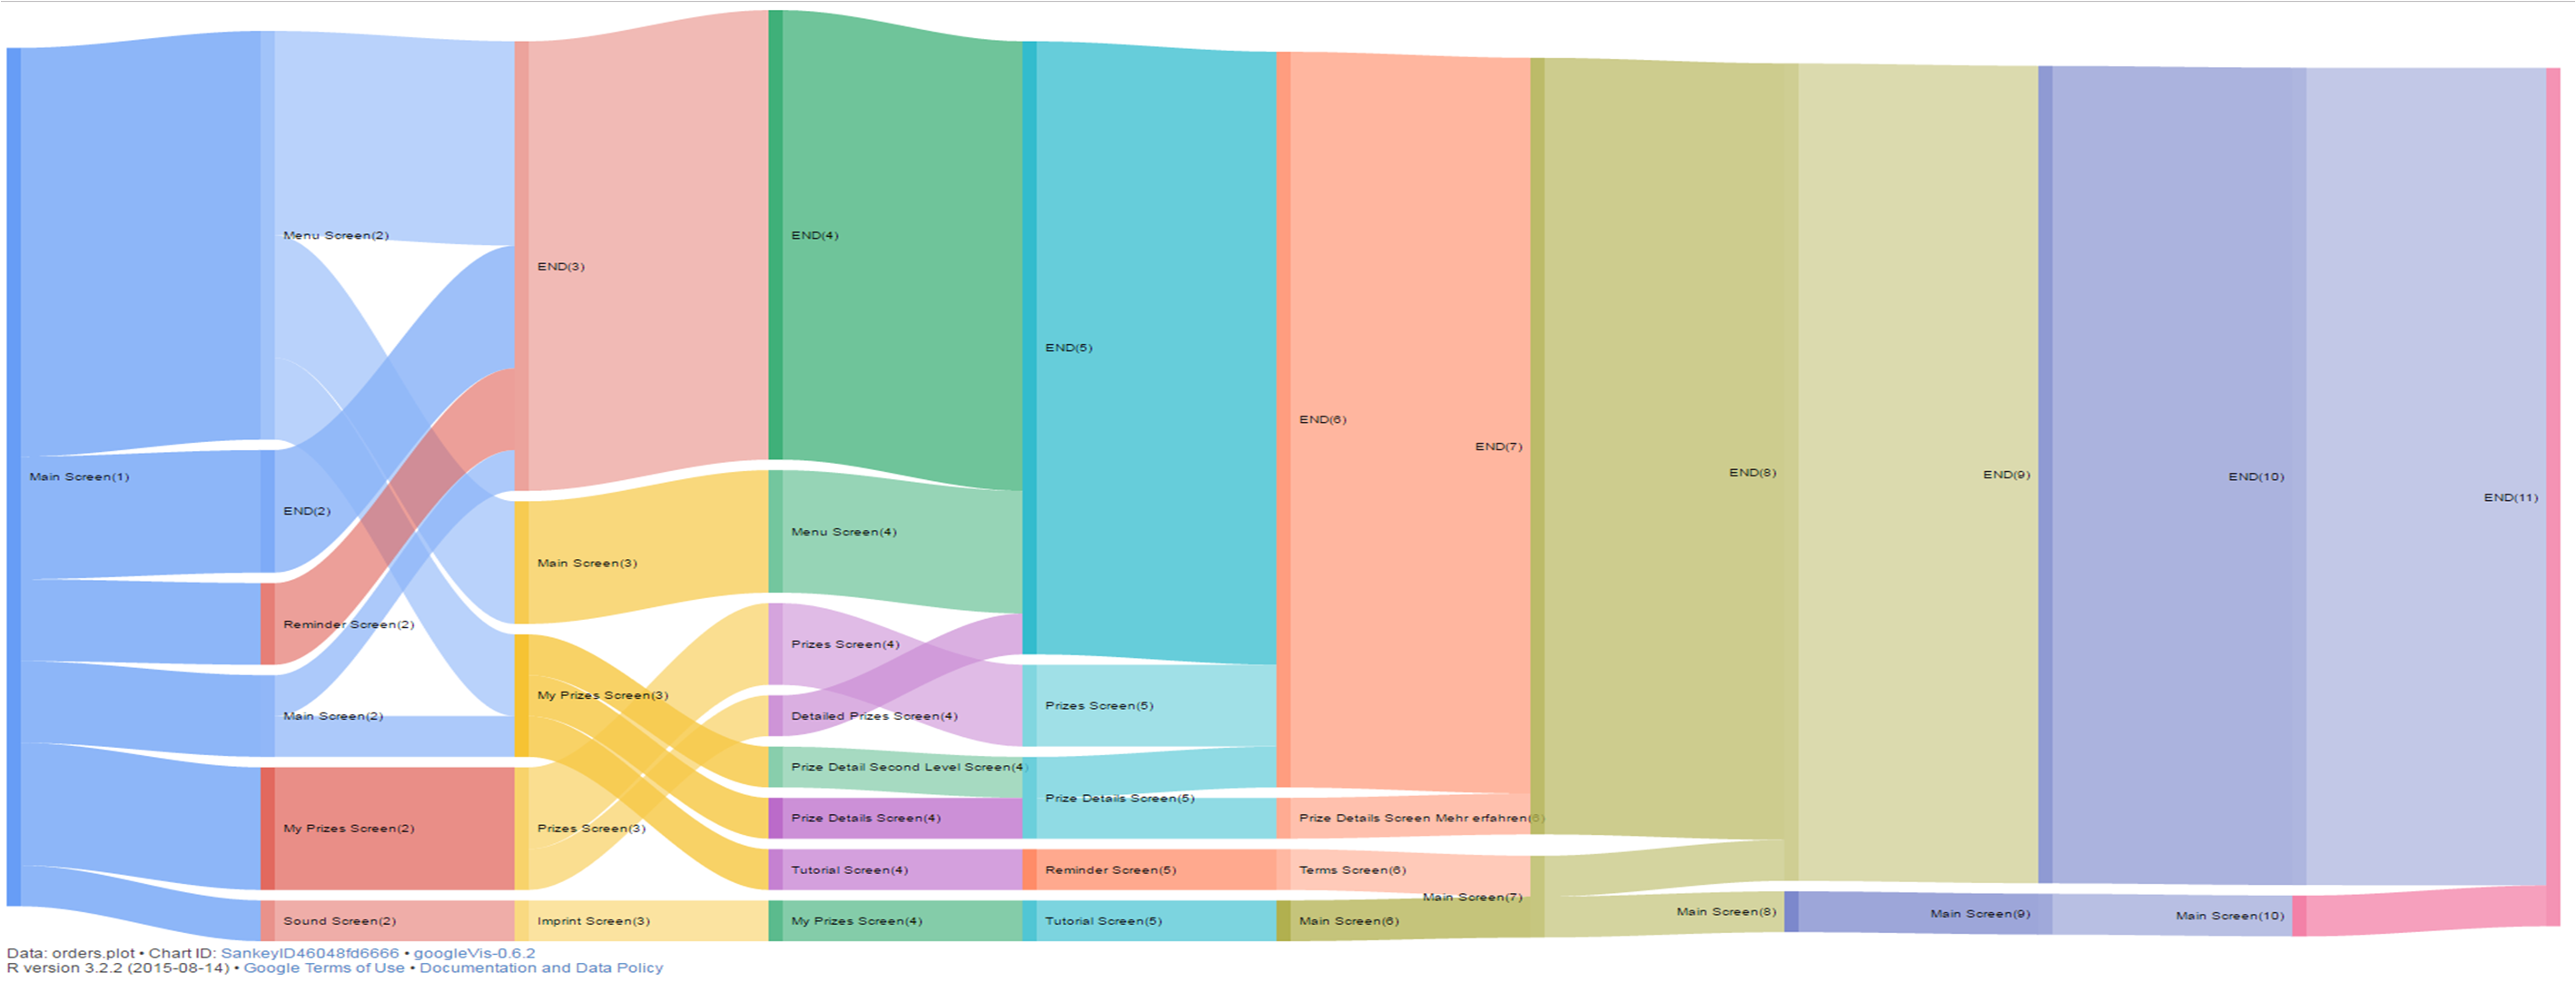 Main Screen(1)
Menu Screen(2)
END(2)
Reminder Screen(2)
Main Screen(2)
My Prizes Screen(2)
Sound Screen(2)
END(3)
Main Screen(3)
My Prizes Screen(3)
Prizes Screen(3)
Imprint Screen(3)
END(4)
Menu Screen(4)
Prizes Screen(4)
Detailed Prizes Screen(4)
Prize Detail Second Level Screen(4)
Prize Details Screen(4)
Tutorial Screen(4)
My Prizes Screen(4)
END(5)
Prizes Screen(5)
Prize Details Screen(5)
Reminder Screen(5)
Tutorial Screen(5)
END(6)
Prize Details Screen Mehr erfahren(6)
Terms Screen(6)
Main Screen(6)
END(7)
Main Screen(7)
END(8)
Main Screen(8)
END(9)
Main Screen(9)
END(10)
Main Screen(10)
END(11)
Data: orders.plot • Chart ID: SankeyID46048fd6666 • googleVis-0.6.2
R version 3.2.2 (2015-08-14) • Google Terms of Use • Documentation and Data Policy